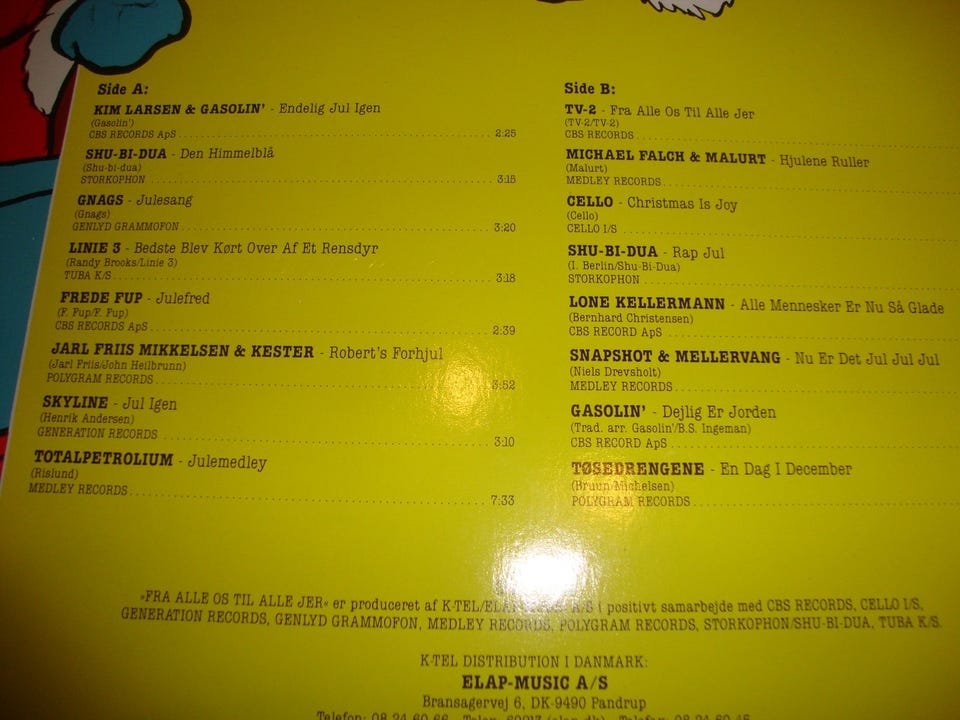 Side A:
KIM LARSEN & GASOLIN' - Endelig Jul Igen
(Gasolin')
CBS RECORDS ApS 2:25
SHU-BI-DUA - Den Himmelblå
(Shu-bi-dua)
STORKOPHON 3:15
GNAGS - Julesang
(Gnags)
GENLYD GRAMMOFON 3:20
LINIE 3 - Bedste Blev Kørt Over Af Et Rensdyr
(Randy Brooks/Linie 3)
TUBA K/S 3:18
FREDE FUP - Julefred
(F. Fup/F. Fup)
CBS RECORDS ApS 2:39
JARL FRIIS MIKKELSEN & KESTER - Robert's Forhjul
(Jarl Friis/John Heilbrunn)
POLYGRAM RECORDS 3:52
SKYLINE - Jul Igen
(Henrik Andersen)
GENERATION RECORDS 3:10
TOTALPETROLIUM - Julemedley
(Rislund)
MEDLEY RECORDS 7:33
Side B:
TV-2 - Fra Alle Os Til Alle Jer
(TV-2/TV-2)
CBS RECORDS
MICHAEL FALCH & MALURT - Hjulene Ruller
(Malurt)
MEDLEY RECORDS
CELLO - Christmas Is Joy
(Cello)
CELLO I/S
SHU-BI-DUA - Rap Jul
(I. Berlin/Shu-Bi-Dua)
STORKOPHON
LONE KELLERMANN - Alle Mennesker Er Nu Så Glade
(Bernhard Christensen)
CBS RECORD ApS
SNAPSHOT & MELLERVANG - Nu Er Det Jul Jul Jul
(Niels Drevsholt)
MEDLEY RECORDS
GASOLIN' - Dejlig Er Jorden
(Trad. arr. Gasolin'/B.S. Ingeman)
CBS RECORD ApS
TØSEDRENGENE - En Dag I December
(Bruun/Michelsen)
POLYGRAM RECORDS
»FRA ALLE OS TIL ALLE JER« er produceret af K-TEL/ A/S i positivt samarbejde med CBS RECORDS, CELLO I/S,
GENERATION RECORDS, GENLYD GRAMMOFON, MEDLEY RECORDS, POLYGRAM RECORDS, STORKOPHON/SHU-BI-DUA, TUBA K/S.
K-TEL DISTRIBUTION I DANMARK:
ELAP-MUSIC A/S
Bransagervej 6, DK-9490 Pandrup
Telefon: 08 24 60 66